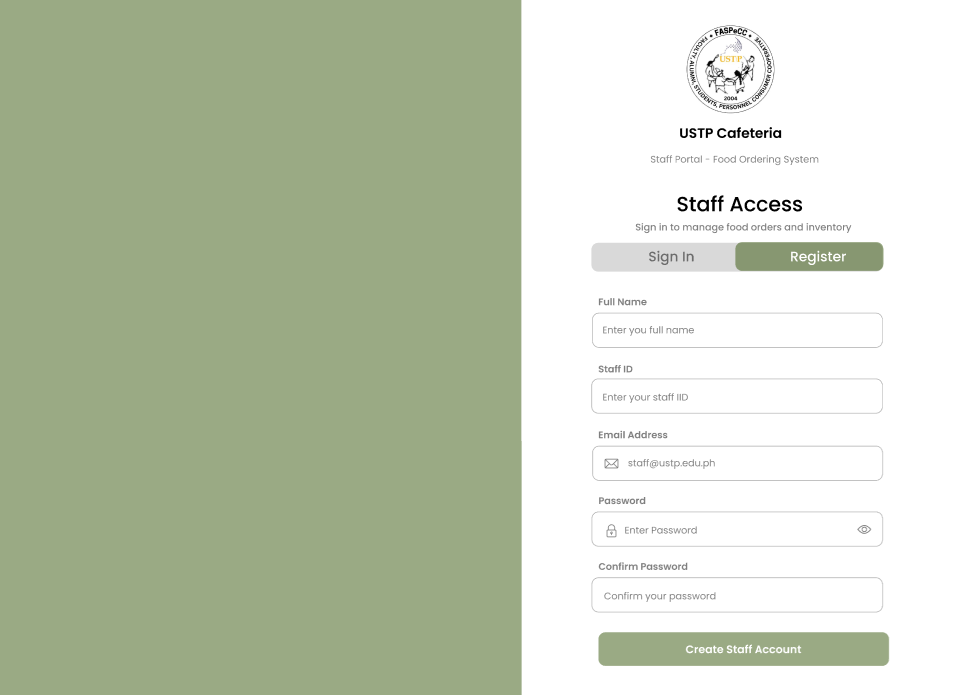 FASPeCC
FACULTY, ALUMNI, STUDENTS, PERSONNEL CONSUMER COOPERATIVE
USTP
2004
USTP Cafeteria
Staff Portal - Food Ordering System
Staff Access
Sign in to manage food orders and inventory
Sign In
Register
Full Name
Enter you full name
Staff ID
Enter your staff IID
Email Address
staff@ustp.edu.ph
Password
Enter Password
Confirm Password
Confirm your password
Create Staff Account